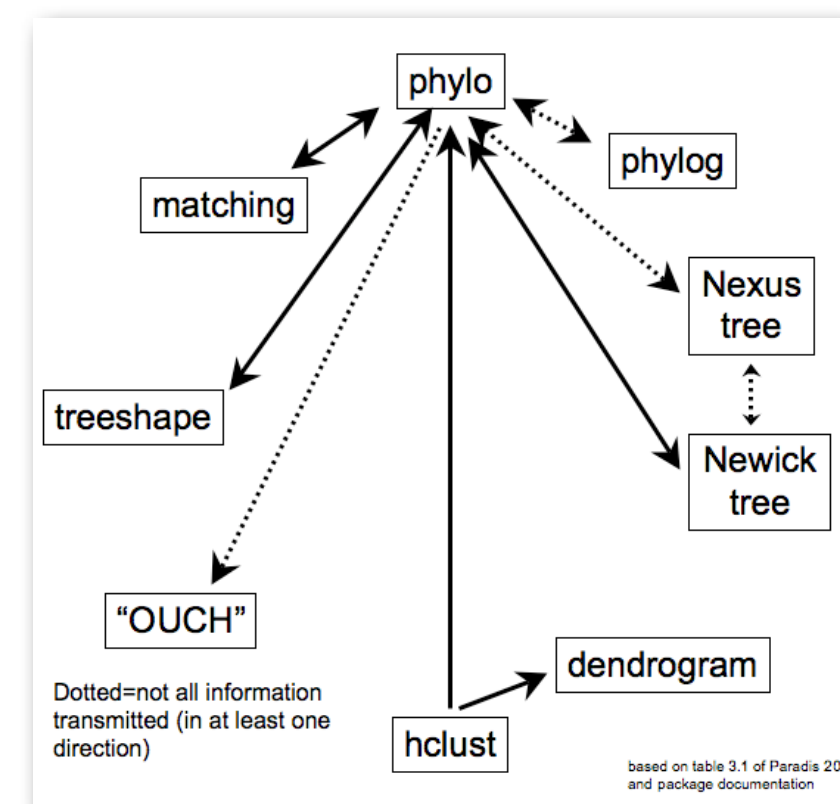 phylo
phylog
matching
Nexus
tree
treeshape
Newick
tree
“OUCH”
dendrogram
Dotted=not all information
transmitted (in at least one
direction)
hclust
based on table 3.1 of Paradis 20
and package documentation